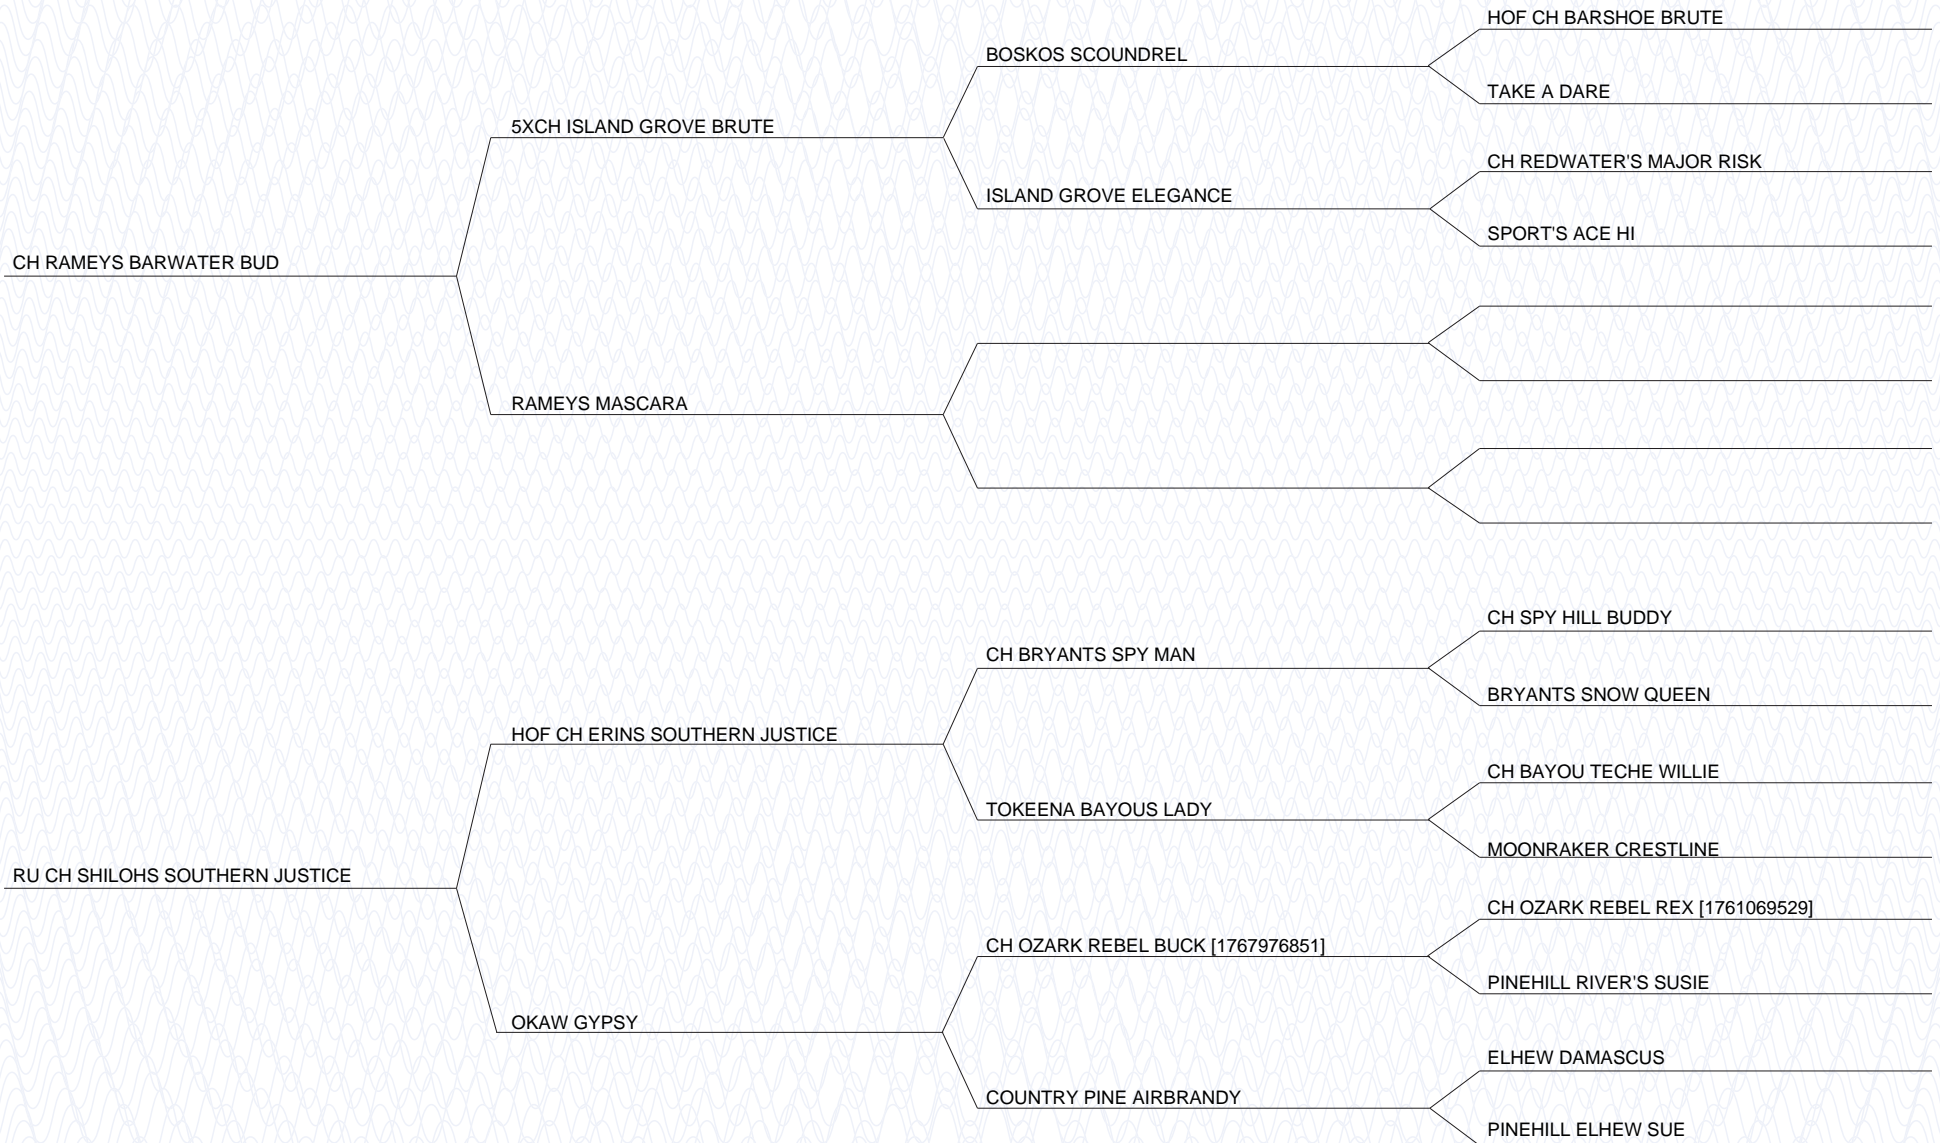 HOF CH BARSHOE BRUTE
BOSKOS SCOUNDREL
TAKE A DARE
5XCH ISLAND GROVE BRUTE
CH REDWATER'S MAJOR RISK
ISLAND GROVE ELEGANCE
SPORT'S ACE HI
CH RAMEYS BARWATER BUD
RAMEYS MASCARA
CH SPY HILL BUDDY
CH BRYANTS SPY MAN
BRYANTS SNOW QUEEN
HOF CH ERINS SOUTHERN JUSTICE
CH BAYOU TECHE WILLIE
TOKEENA BAYOUS LADY
MOONRAKER CRESTLINE
RU CH SHILOHS SOUTHERN JUSTICE
CH OZARK REBEL REX [1761069529]
CH OZARK REBEL BUCK [1767976851]
PINEHILL RIVER'S SUSIE
OKAW GYPSY
ELHEW DAMASCUS
COUNTRY PINE AIRBRANDY
PINEHILL ELHEW SUE